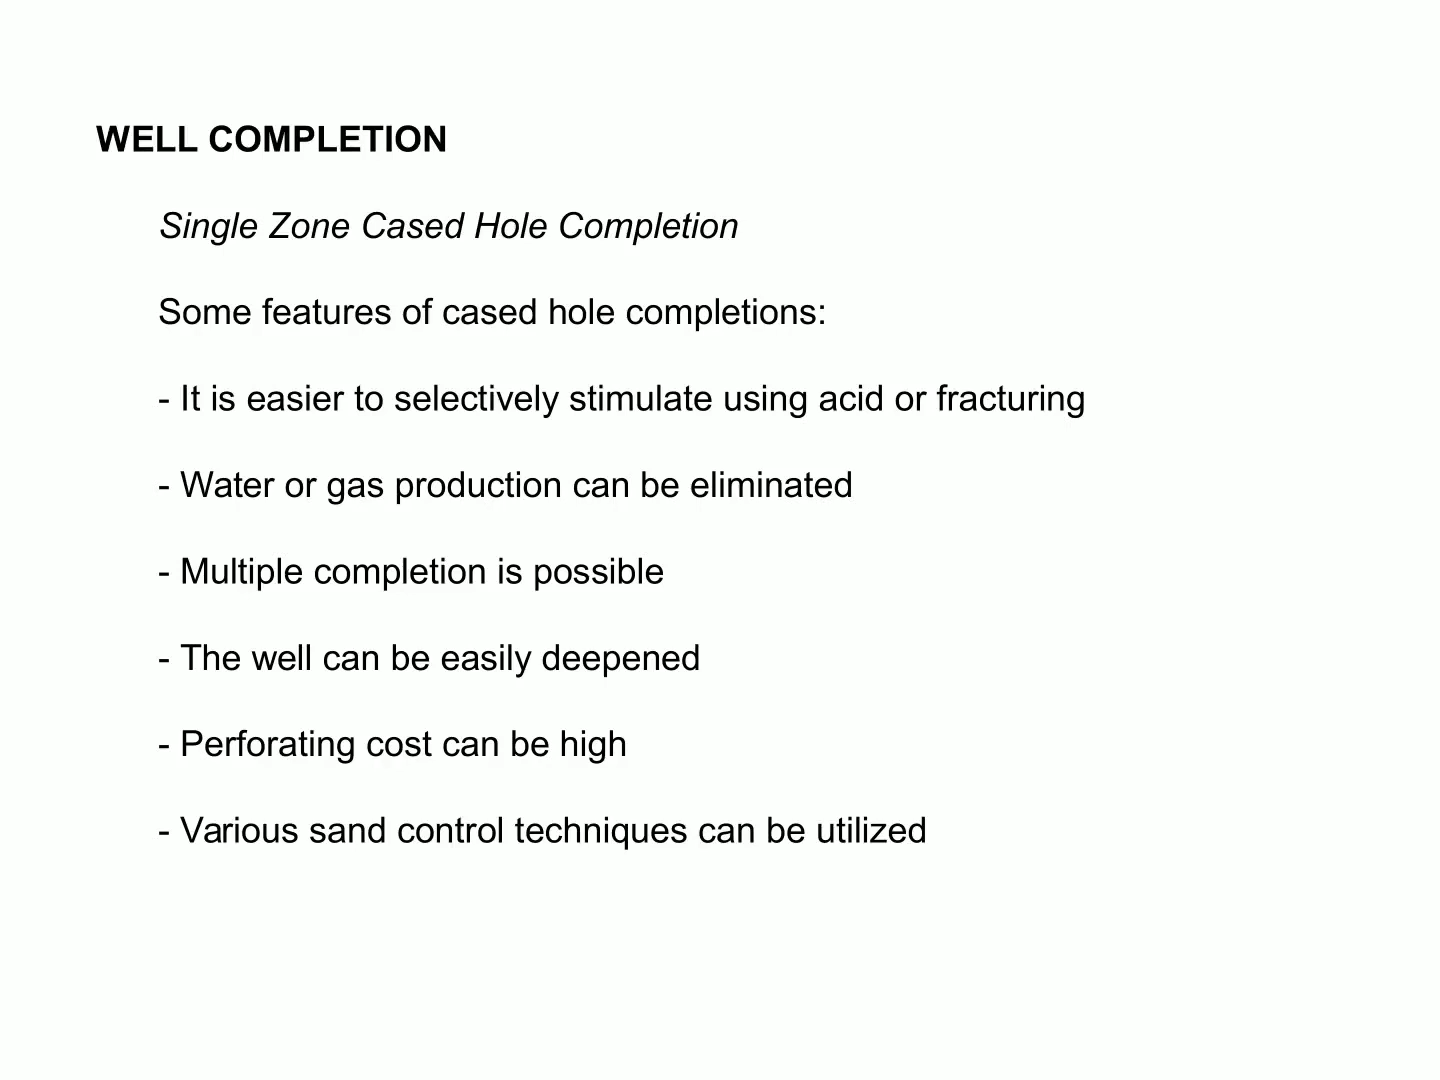 WELL COMPLETION
Single Zone Cased Hole Completion
Some features of cased hole completions:
- It is easier to selectively stimulate using acid or fracturing
- Water or gas production can be eliminated
- Multiple completion is possible
- The well can be easily deepened
- Perforating cost can be high
- Various sand control techniques can be utilized